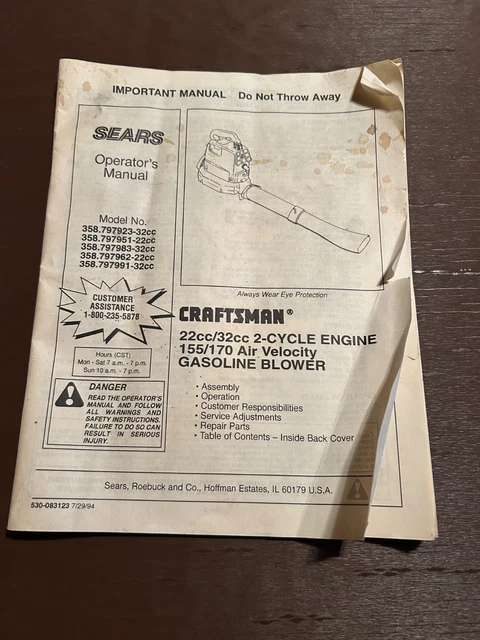 IMPORTANT MANUAL Do Not Throw Away
SEARS
Operator's
Manual
Model No.
358.797923-32cc
358.797951-22cc
358.797983-32cc
358.797962-22cc
358.797991-32cc
CUSTOMER
ASSISTANCE
1-800-235-5878
Hours (CST)
Mon - Sat 7 a.m. - 7 p.m.
Sun 10 a.m. - 7 p.m.
DANGER
READ THE OPERATOR'S
MANUAL AND FOLLOW
ALL WARNINGS AND
SAFETY INSTRUCTIONS.
FAILURE TO DO SO CAN
RESULT IN SERIOUS
INJURY.
Always Wear Eye Protection
CRAFTSMAN®
22cc/32cc 2-CYCLE ENGINE
155/170 Air Velocity
GASOLINE BLOWER
• Assembly
• Operation
• Customer Responsibilities
• Service Adjustments
• Repair Parts
• Table of Contents – Inside Back Cover
Sears, Roebuck and Co., Hoffman Estates, IL 60179 U.S.A.
530-083123 7/29/94